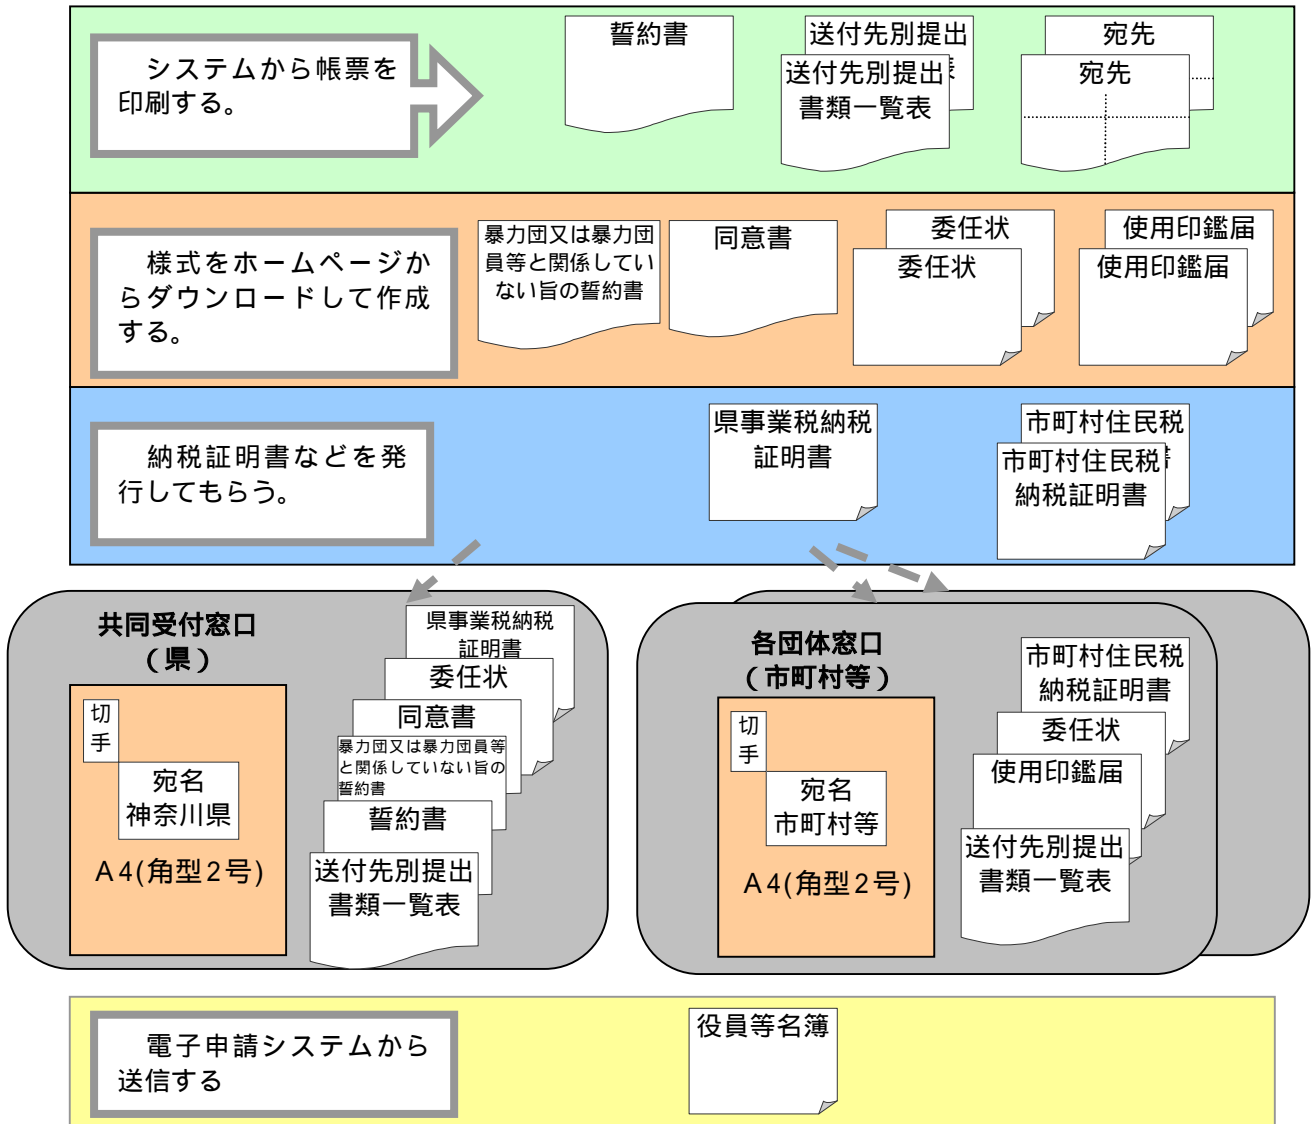 システムから帳票を
印刷する。
誓約書
送付先別提出
送付先別提出
書類一覧表
宛先
宛先
様式をホームページか
らダウンロードして作成
する。
暴力団又は暴力団
員等と関係してい
ない旨の誓約書
同意書
委任状
委任状
使用印鑑届
使用印鑑届
納税証明書などを発
行してもらう。
県事業税納税
証明書
市町村住民税
市町村住民税
納税証明書
共同受付窓口
(県)
切
手
宛名
神奈川県
A4(角型2号)
県事業税納税
証明書
委任状
同意書
暴力団又は暴力団員等
と関係していない旨の
誓約書
誓約書
送付先別提出
書類一覧表
各団体窓口
(市町村等)
切
手
宛名
市町村等
A4(角型2号)
市町村住民税
納税証明書
委任状
使用印鑑届
送付先別提出
書類一覧表
電子申請システムから
送信する
役員等名簿